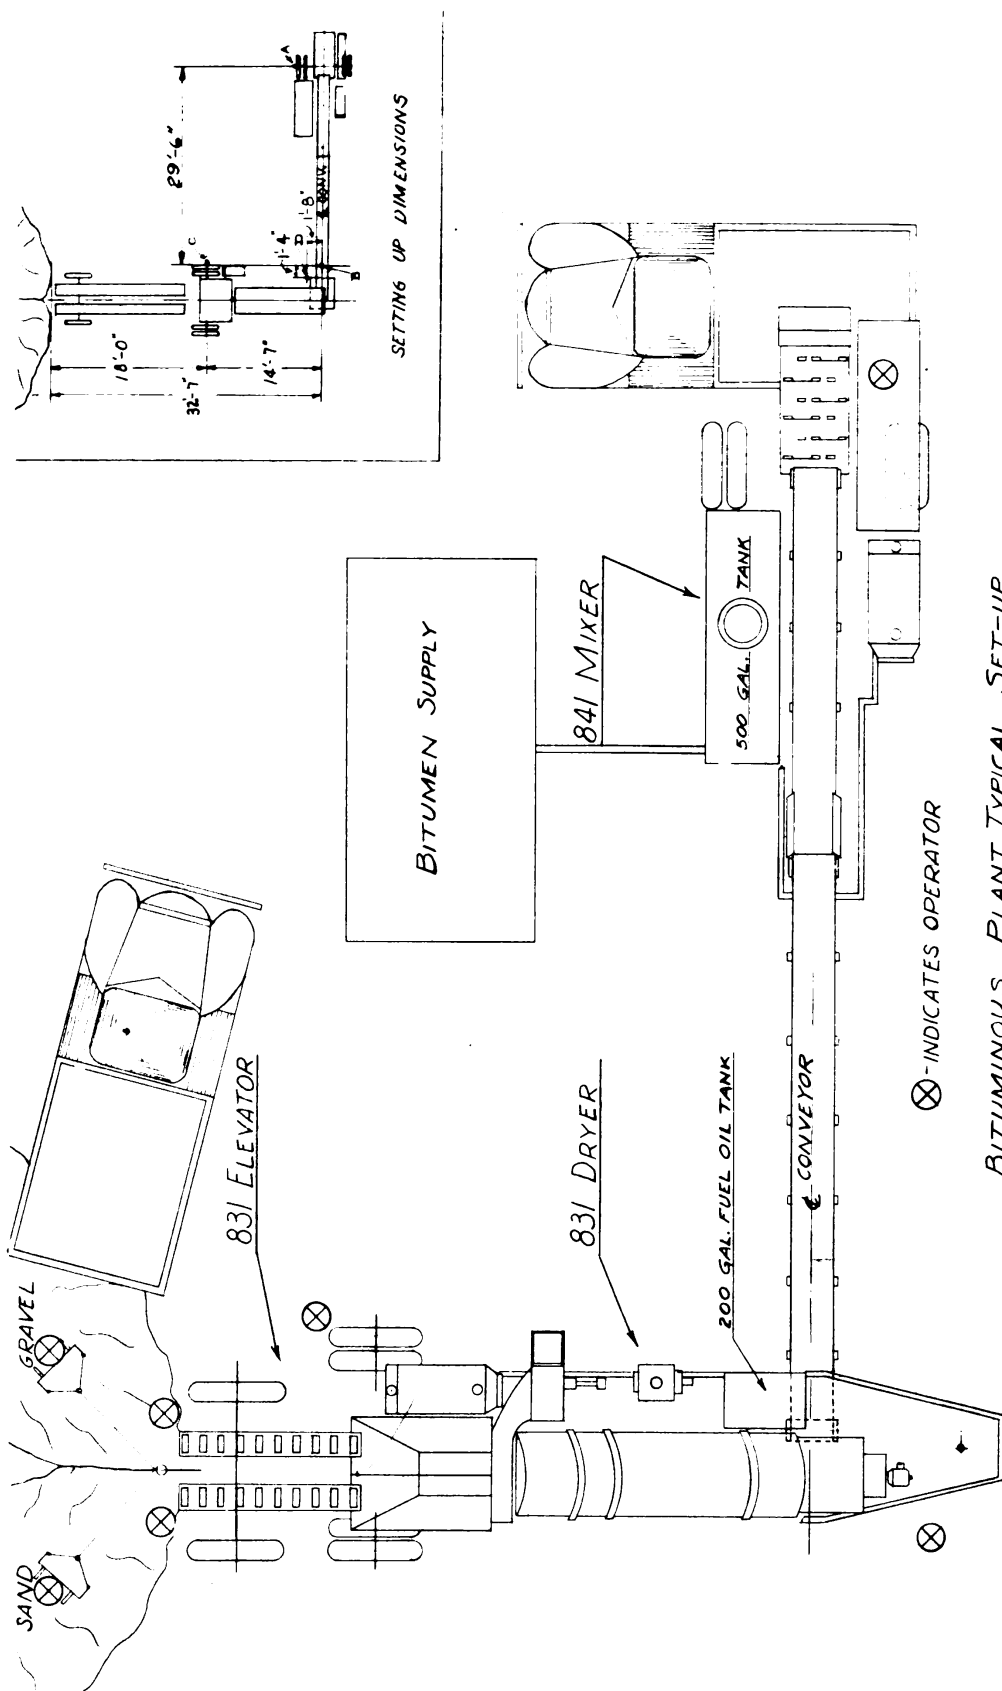 SAND
GRAVEL
831 ELEVATOR
831 DRYER
200 GAL. FUEL OIL TANK
℄ CONVEYOR
BITUMEN SUPPLY
841 MIXER
500 GAL. TANK
⊗-INDICATES OPERATOR
BITUMINOUS PLANT TYPICAL SET-UP
29'-6"
18'-0"
32'-7"
14'-7"
1'-4"
1'-8"
A
B
C
D
SETTING UP DIMENSIONS